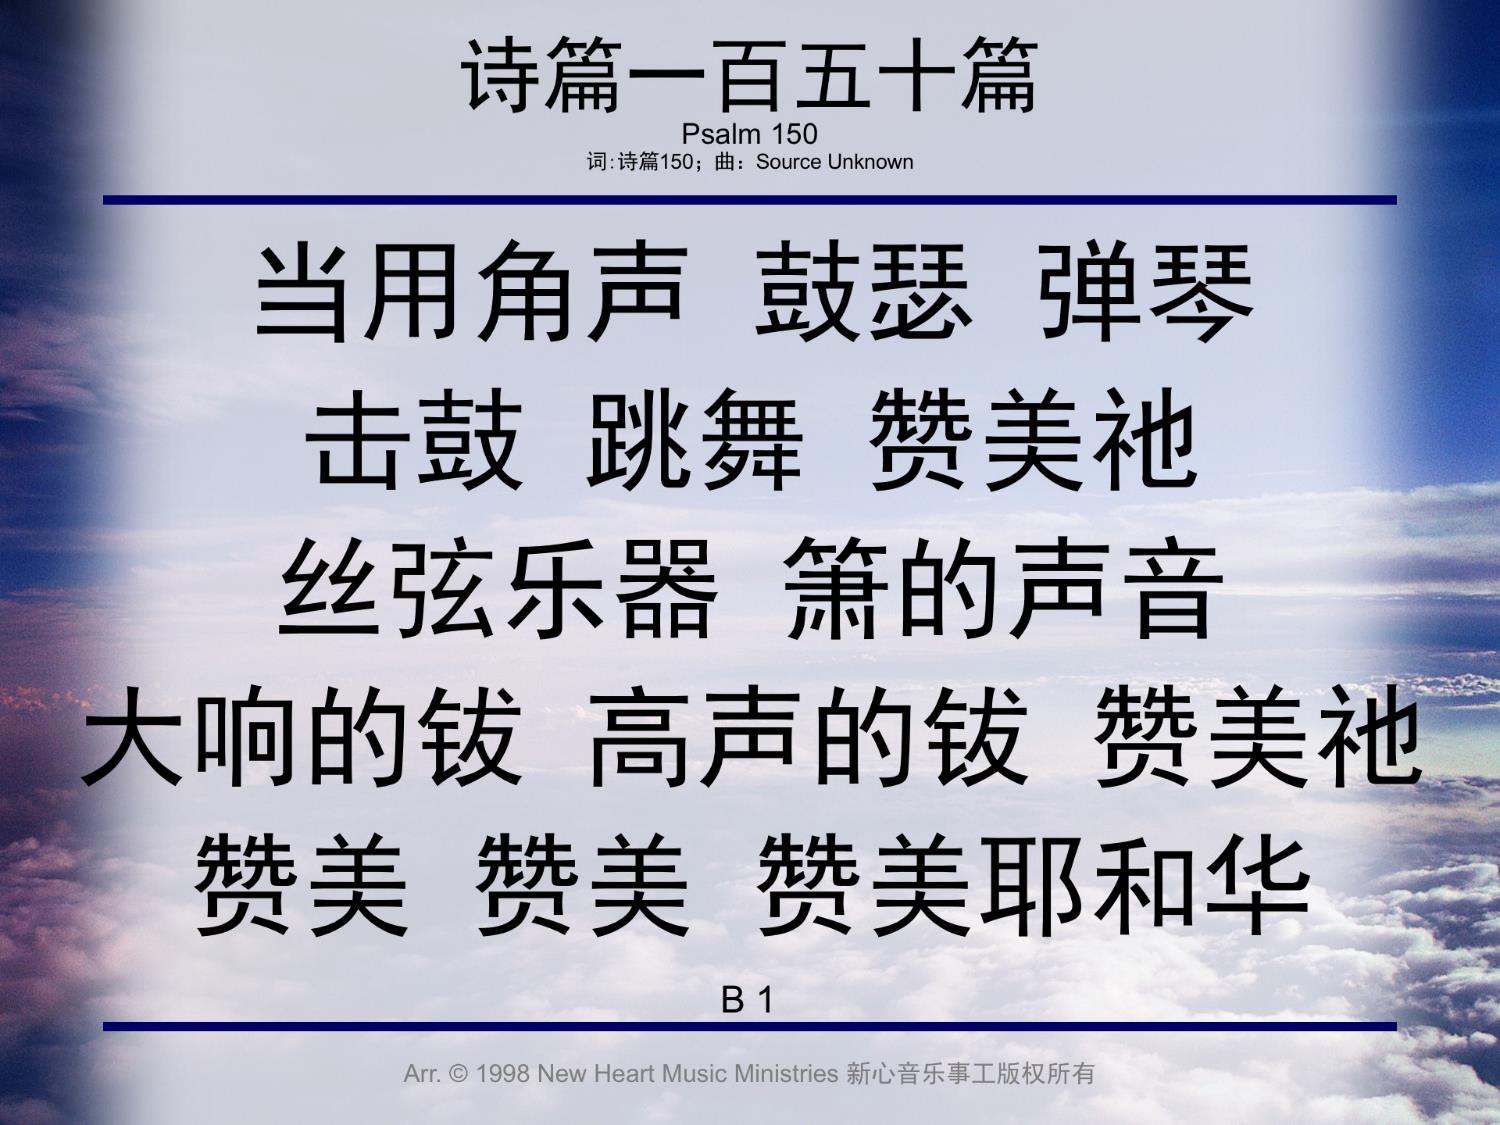 诗篇一百五十篇
Psalm 150
词:诗篇150；曲：Source Unknown
当用角声 鼓瑟 弹琴
击鼓 跳舞 赞美祂
丝弦乐器 箫的声音
大响的钹 高声的钹 赞美祂
赞美 赞美 赞美耶和华
B 1
Arr. © 1998 New Heart Music Ministries 新心音乐事工版权所有